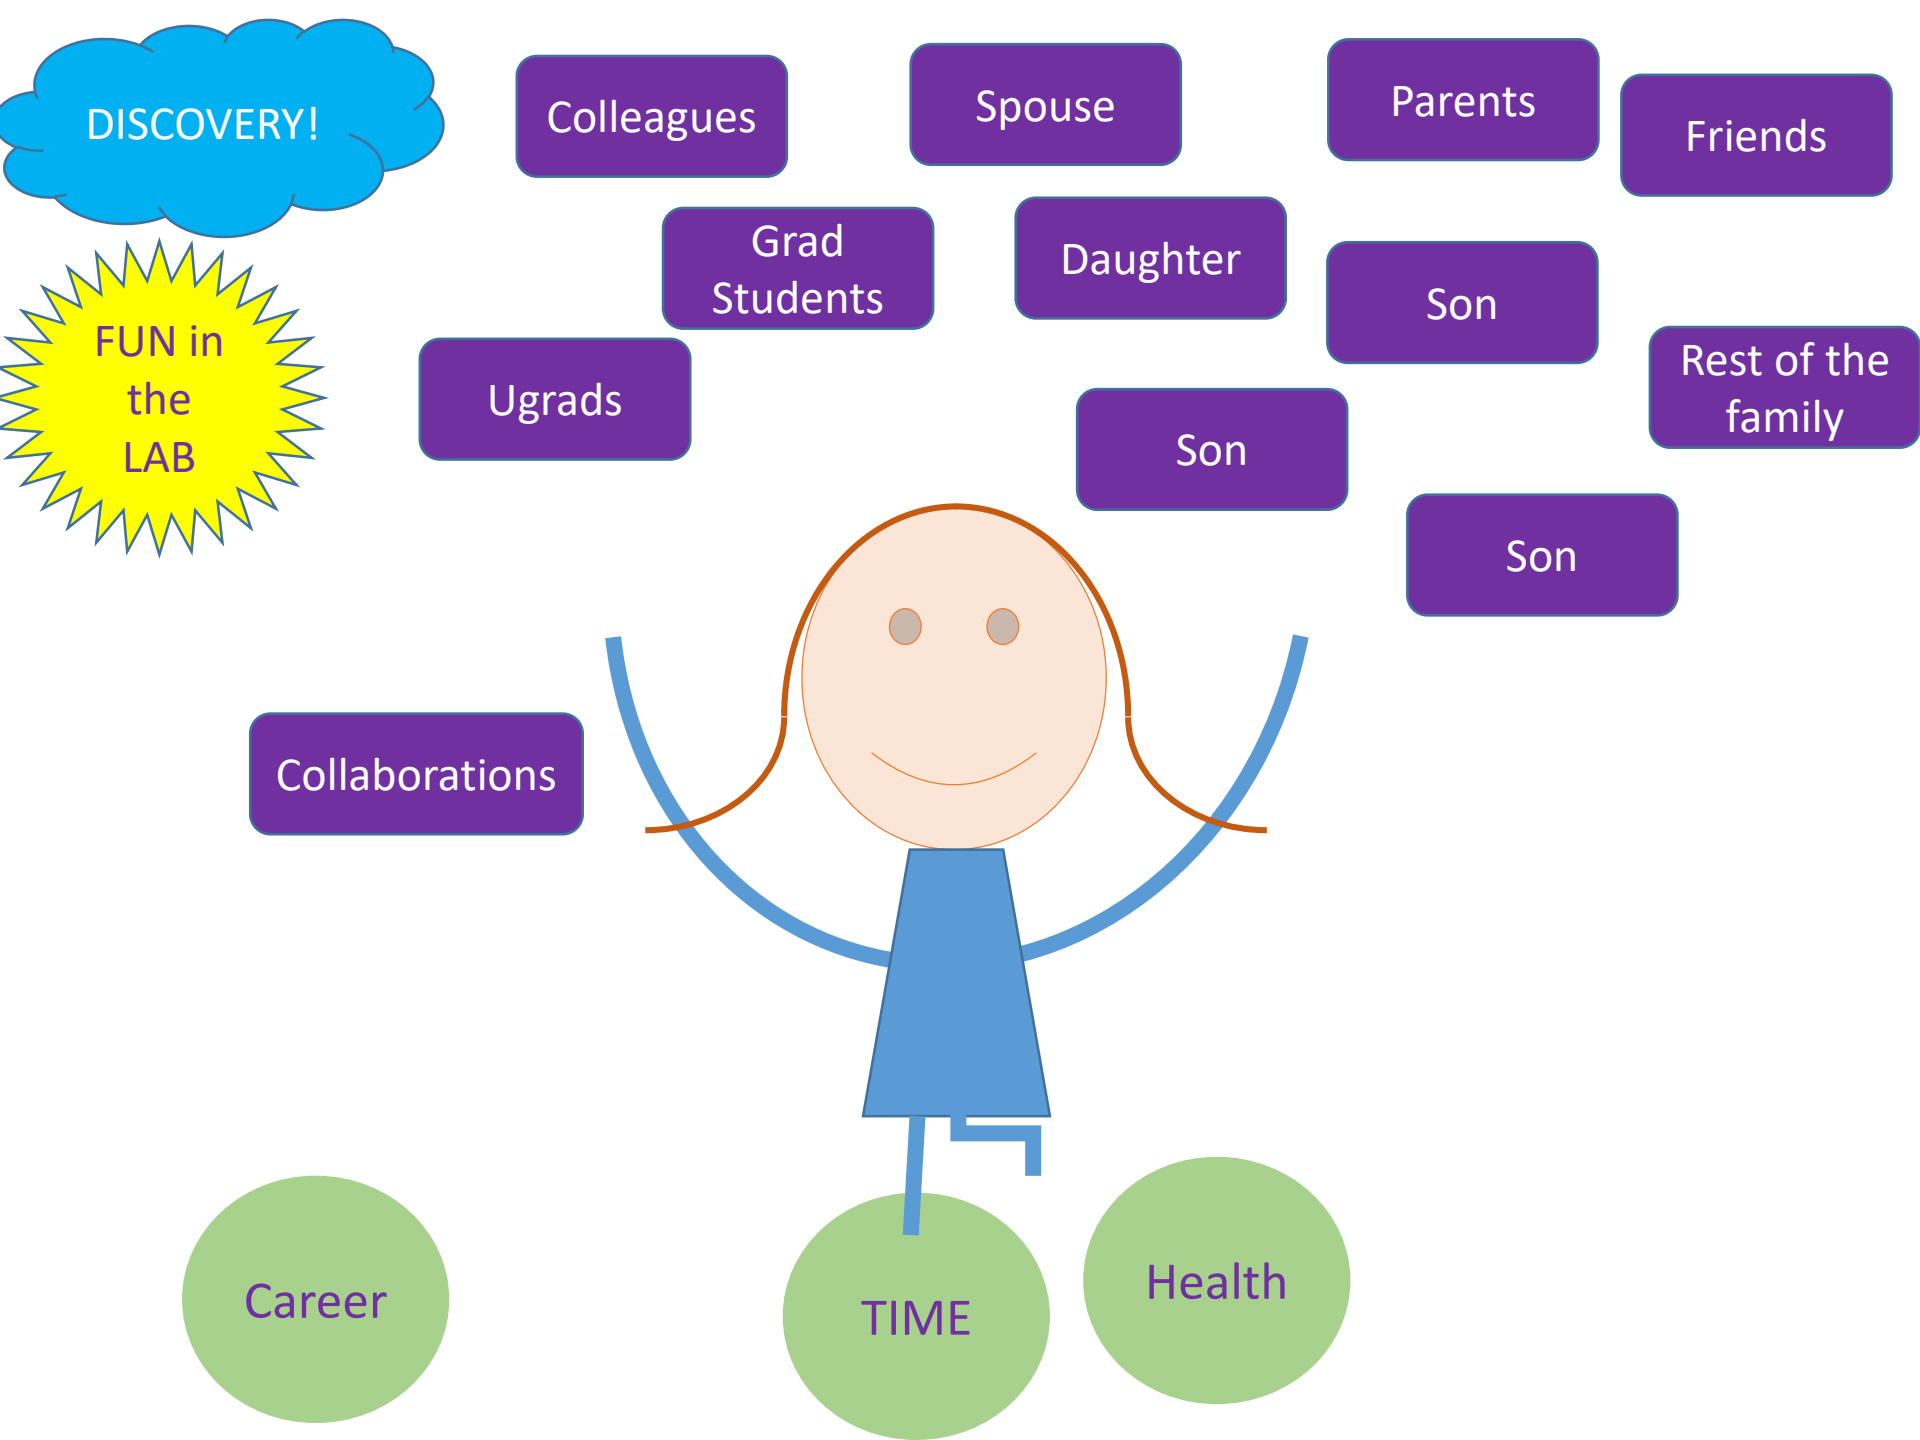 DISCOVERY!
Colleagues
Spouse
Parents
Friends
Grad
Students
Daughter
Son
FUN in
the
LAB
Ugrads
Son
Rest of the
family
Son
Collaborations
Career
TIME
Health